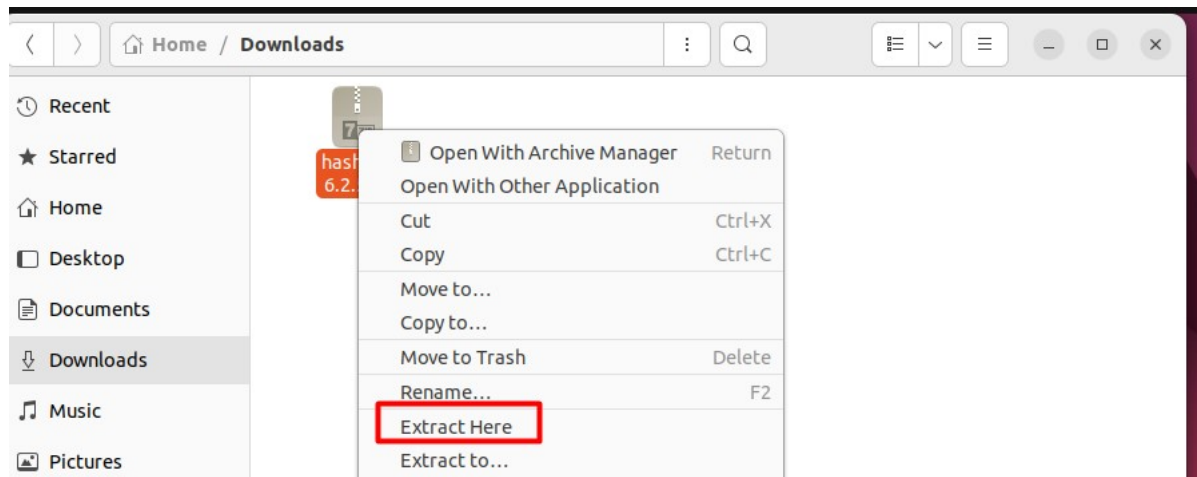 Home / Downloads
Recent
Starred
Home
Desktop
Documents
Downloads
Music
Pictures
7
hash
6.2.
Open With Archive Manager Return
Open With Other Application
Cut Ctrl+X
Copy Ctrl+C
Move to…
Copy to…
Move to Trash Delete
Rename… F2
Extract Here
Extract to…